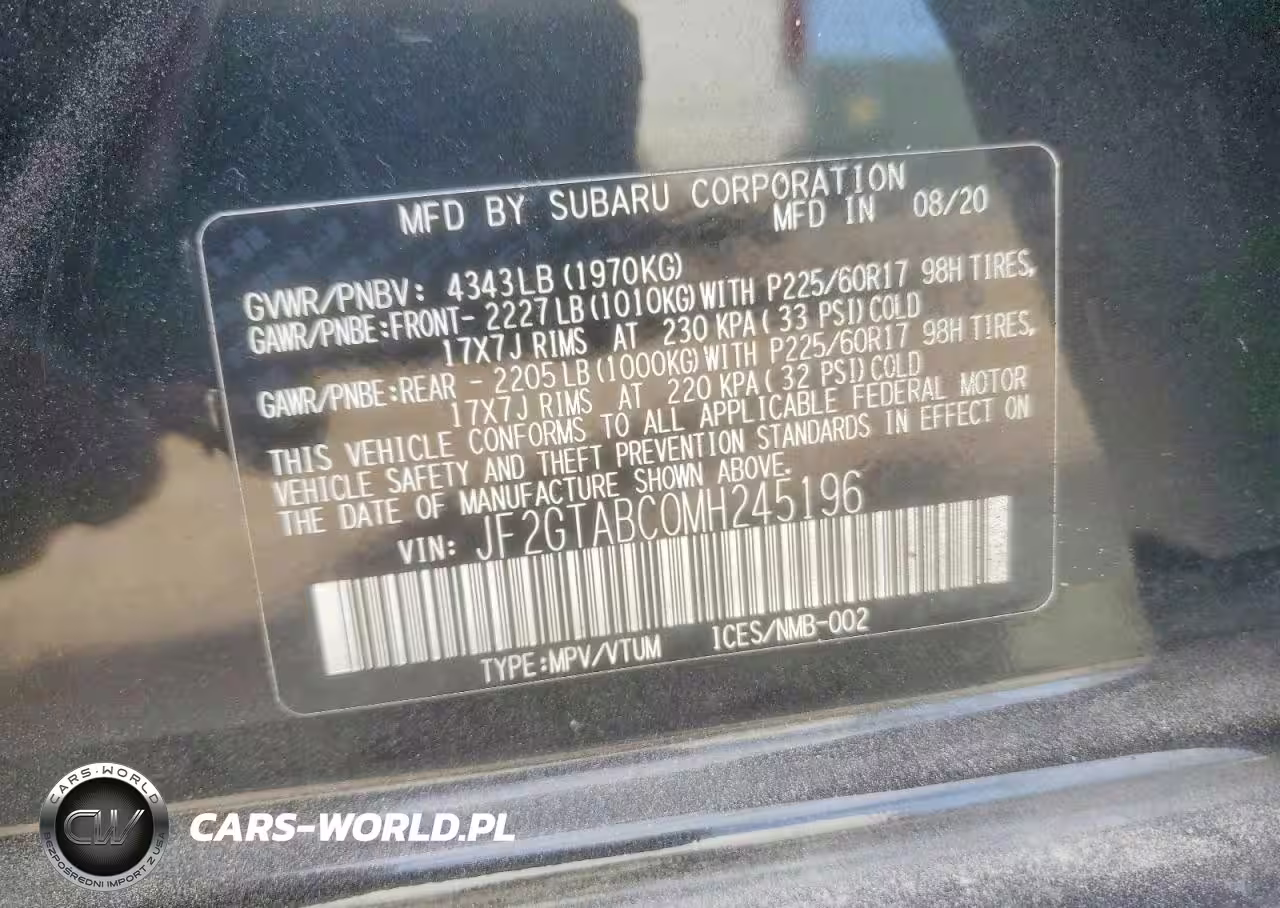 MFD BY SUBARU CORPORATION
MFD IN 08/20
GVWR/PNBV: 4343LB (1970KG)
GAWR/PNBE:FRONT- 2227LB(1010KG)WITH P225/60R17 98H TIRES,
17X7J RIMS AT 230 KPA( 33 PSI)COLD
GAWR/PNBE:REAR - 2205LB(1000KG)WITH P225/60R17 98H TIRES,
17X7J RIMS AT 220 KPA( 32 PSI)COLD
THIS VEHICLE CONFORMS TO ALL APPLICABLE FEDERAL MOTOR
VEHICLE SAFETY AND THEFT PREVENTION STANDARDS IN EFFECT ON
THE DATE OF MANUFACTURE SHOWN ABOVE.
VIN: JF2GTABC0MH245196
TYPE:MPV/VTUM ICES/NMB-002
CARS-WORLD
CW
BEZPOŚREDNI IMPORT Z USA
CARS-WORLD.PL